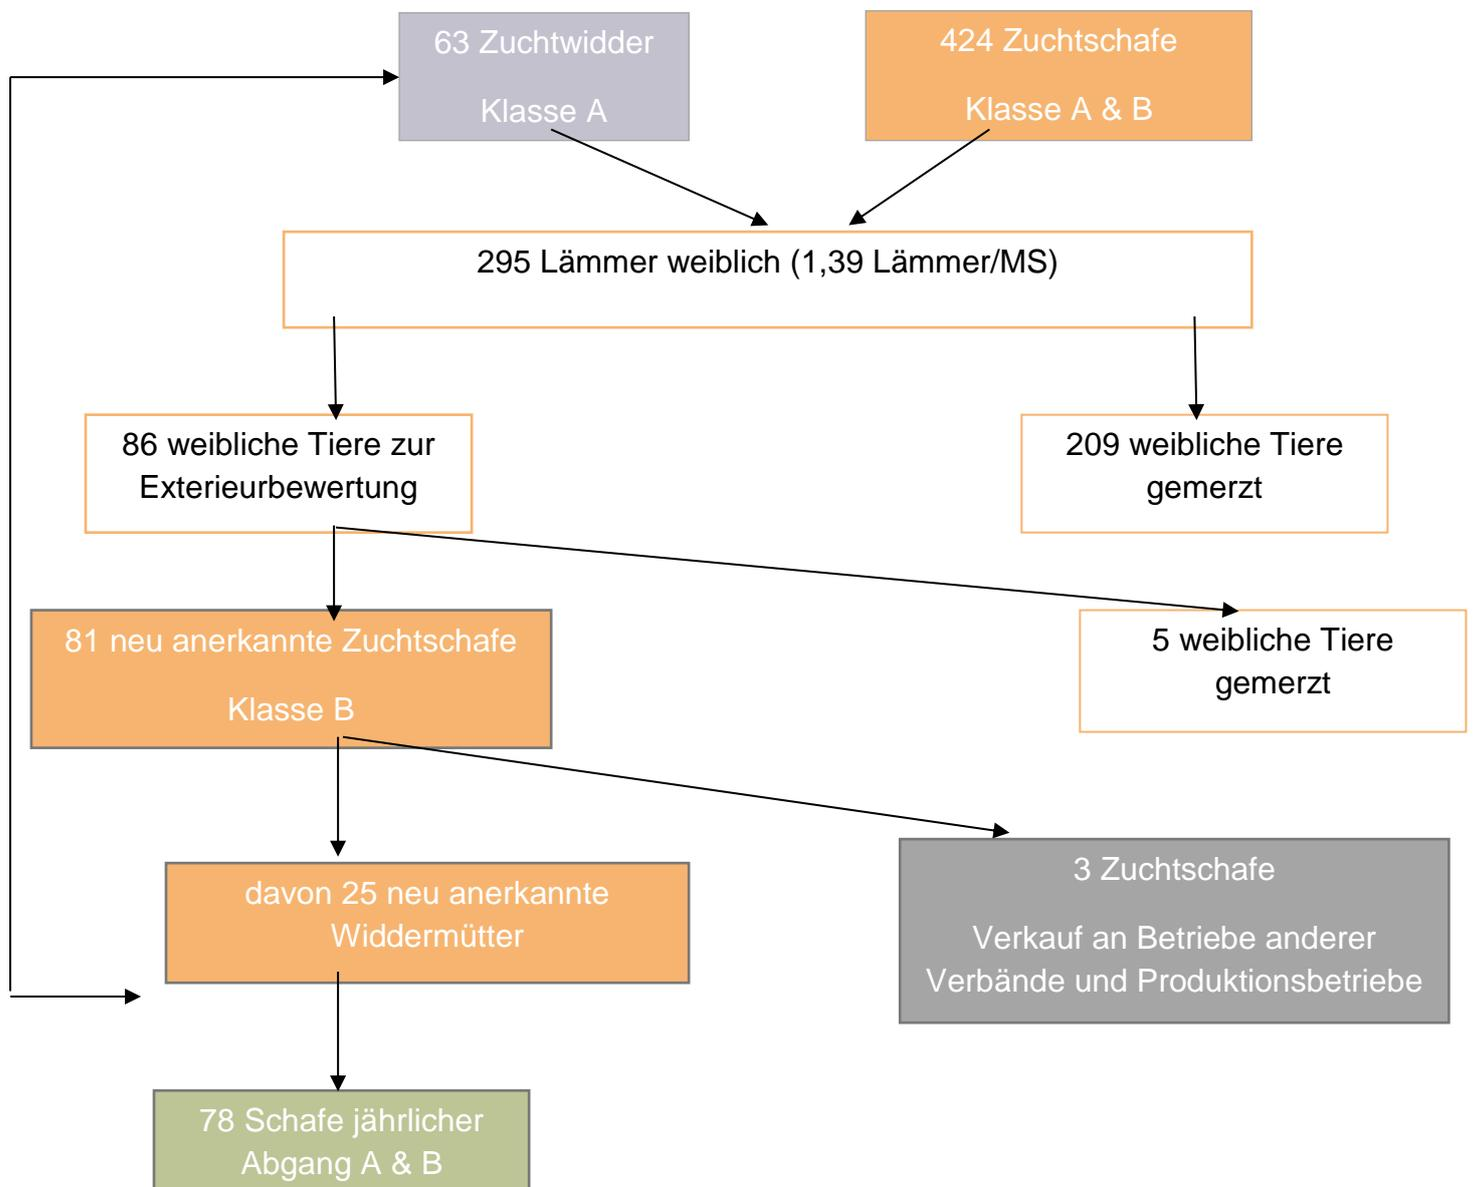 63 Zuchtwidder
Klasse A
424 Zuchtschafe
Klasse A & B
295 Lämmer weiblich (1,39 Lämmer/MS)
86 weibliche Tiere zur
Exterieurbewertung
209 weibliche Tiere
gemerzt
81 neu anerkannte Zuchtschafe
Klasse B
5 weibliche Tiere
gemerzt
davon 25 neu anerkannte
Widdermütter
3 Zuchtschafe
Verkauf an Betriebe anderer
Verbände und Produktionsbetriebe
78 Schafe jährlicher
Abgang A & B